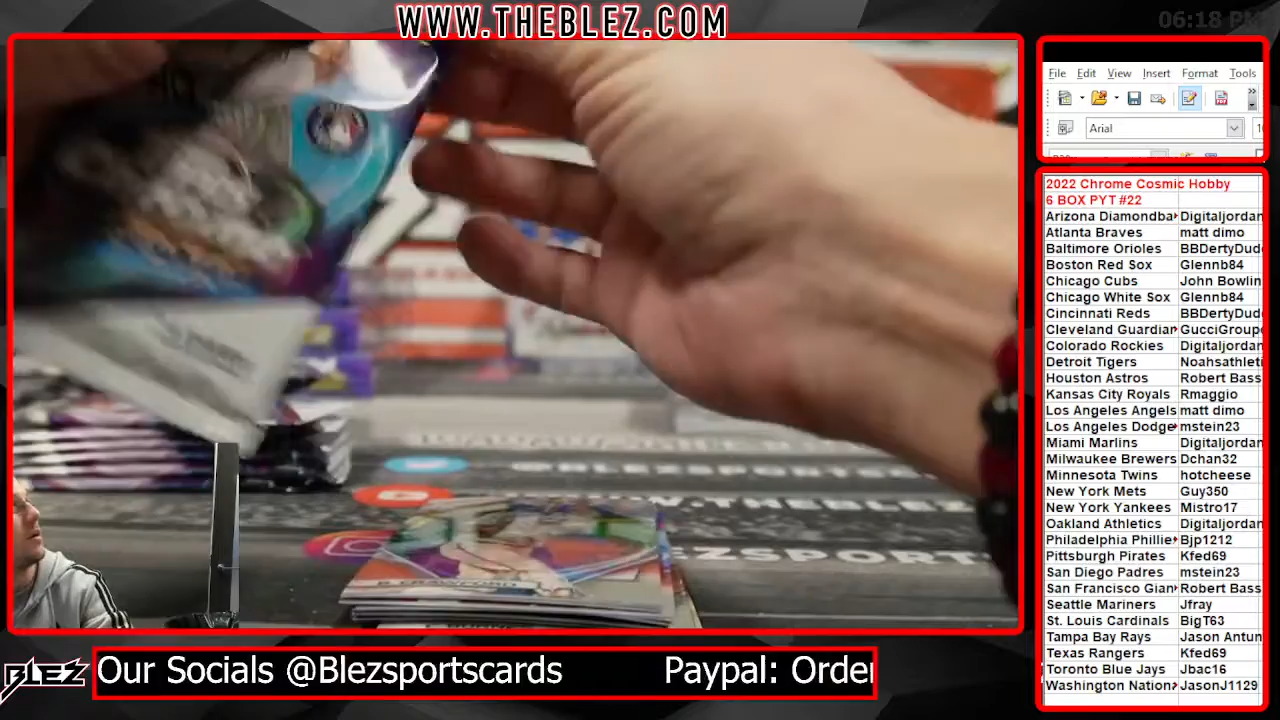 WWW.THEBLEZ.COM
06:18 PM
File Edit View Insert Format Tools
Arial
2022 Chrome Cosmic Hobby
6 BOX PYT #22
Arizona Diamondba Digitaljordan
Atlanta Braves matt dimo
Baltimore Orioles BBDertyDude
Boston Red Sox Glennb84
Chicago Cubs John Bowlin
Chicago White Sox Glennb84
Cincinnati Reds BBDertyDude
Cleveland Guardian GucciGroupe
Colorado Rockies Digitaljordan
Detroit Tigers Noahsathleti
Houston Astros Robert Bass
Kansas City Royals Rmaggio
Los Angeles Angels matt dimo
Los Angeles Dodge mstein23
Miami Marlins Digitaljordan
Milwaukee Brewers Dchan32
Minnesota Twins hotcheese
New York Mets Guy350
New York Yankees Mistro17
Oakland Athletics Digitaljordan
Philadelphia Phillie Bjp1212
Pittsburgh Pirates Kfed69
San Diego Padres mstein23
San Francisco Gian Robert Bass
Seattle Mariners Jfray
St. Louis Cardinals BigT63
Tampa Bay Rays Jason Antun
Texas Rangers Kfed69
Toronto Blue Jays Jbac16
Washington Nation JasonJ1129
B CRAWFORD
BLEZ
Our Socials @Blezsportscards Paypal: Order